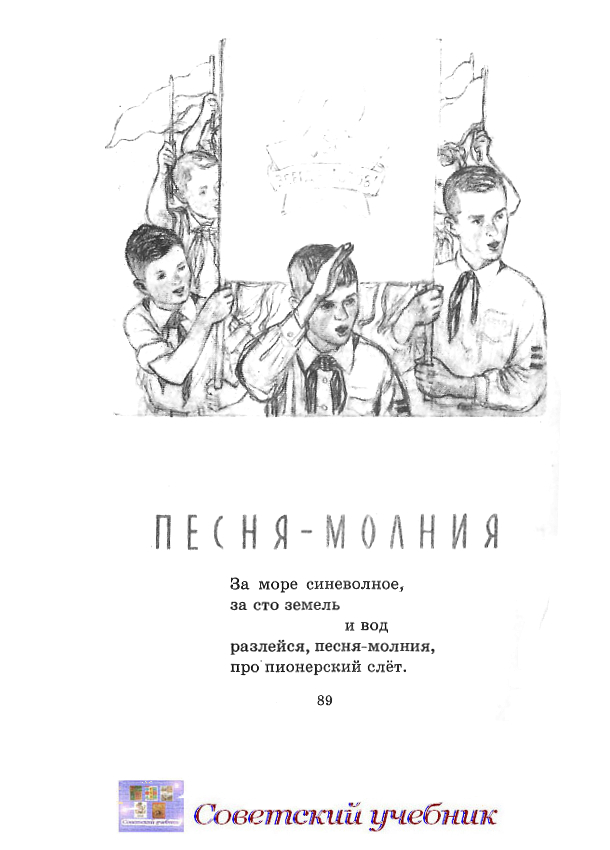 ПЕСНЯ-МОЛНИЯ
За море синеволное,
за сто земель
и вод
разлейся, песня-молния,
про пионерский слёт.
89
Советский учебник